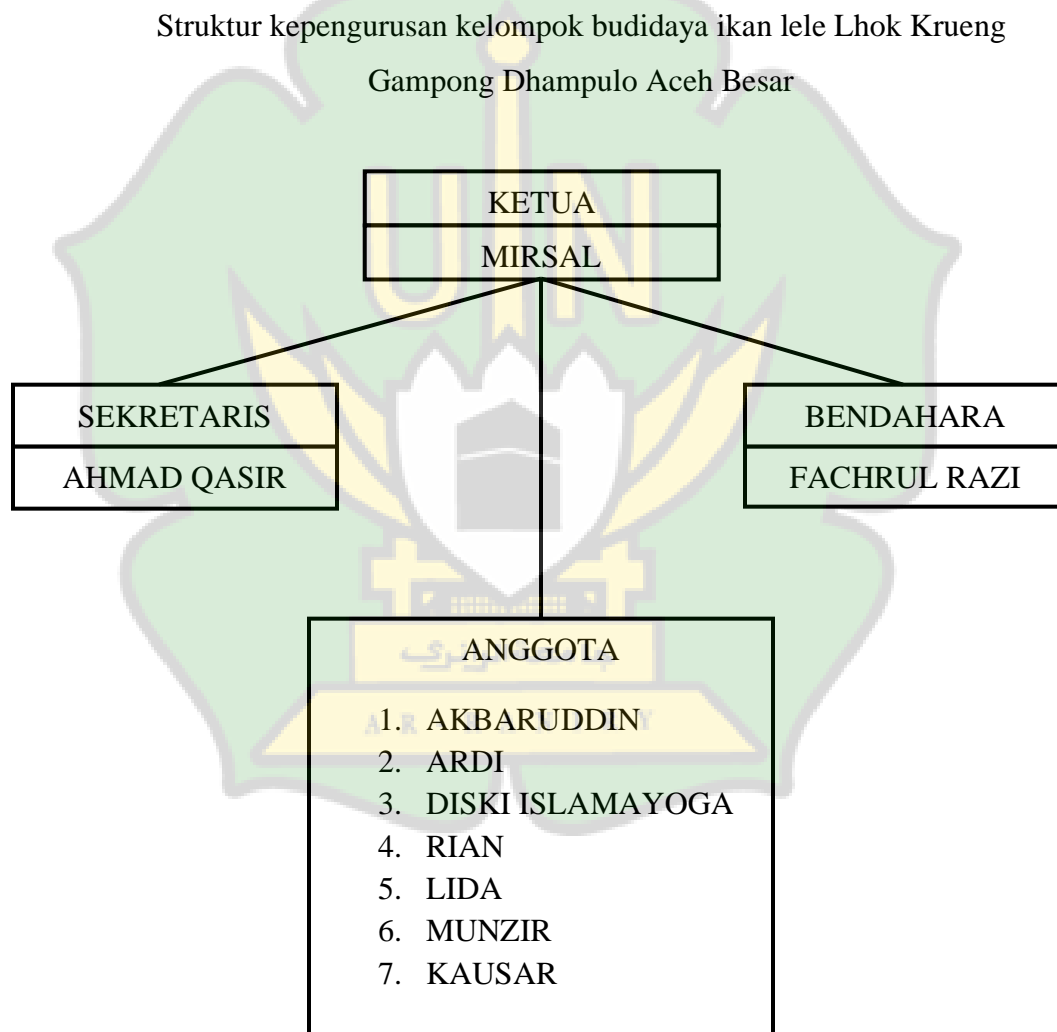 Struktur kepengurusan kelompok budidaya ikan lele Lhok Krueng
Gampong Dhampulo Aceh Besar
UIN
KETUA
MIRSAL
SEKRETARIS
AHMAD QASIR
BENDAHARA
FACHRUL RAZI
ANGGOTA
1. AKBARUDDIN
2. ARDI
3. DISKI ISLAMAYOGA
4. RIAN
5. LIDA
6. MUNZIR
7. KAUSAR